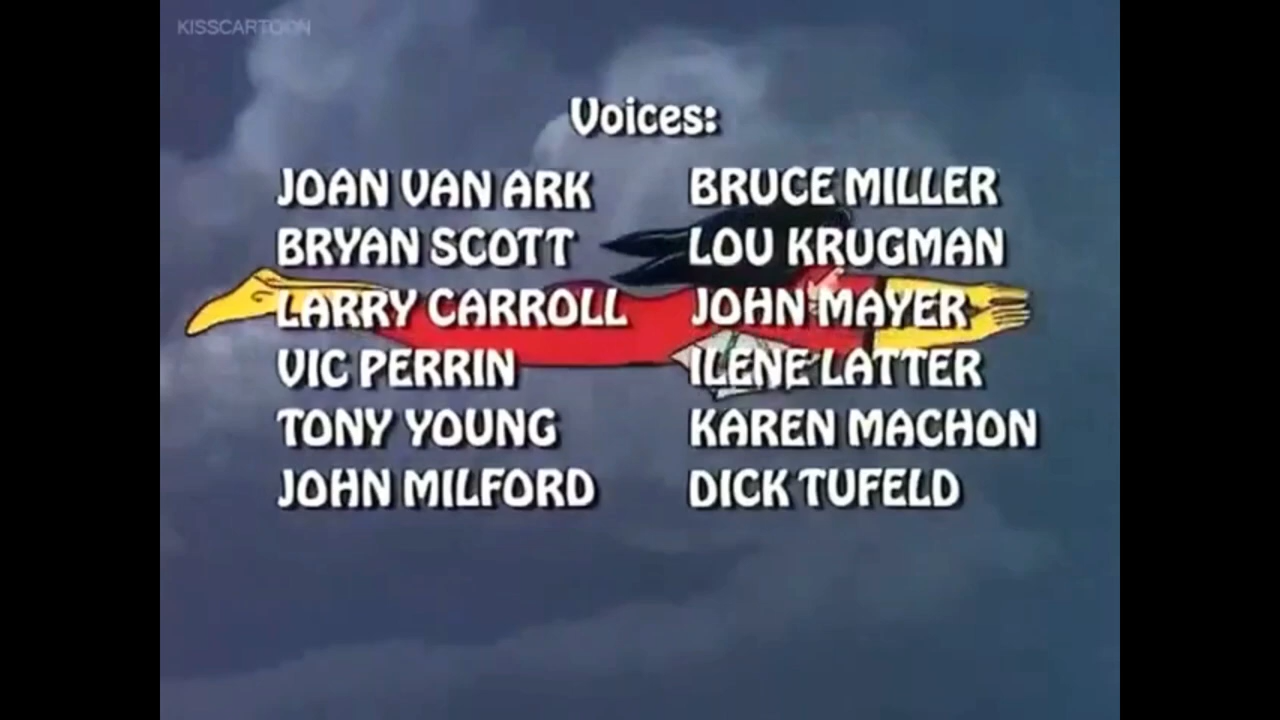 KISSCARTOON
Voices:
JOAN VAN ARK
BRYAN SCOTT
LARRY CARROLL
VIC PERRIN
TONY YOUNG
JOHN MILFORD
BRUCE MILLER
LOU KRUGMAN
JOHN MAYER
ILENE LATTER
KAREN MACHON
DICK TUFELD